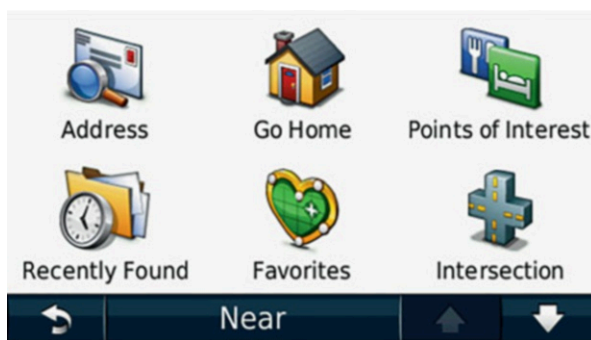 Address
Go Home
Points of Interest
Recently Found
Favorites
Intersection
Near